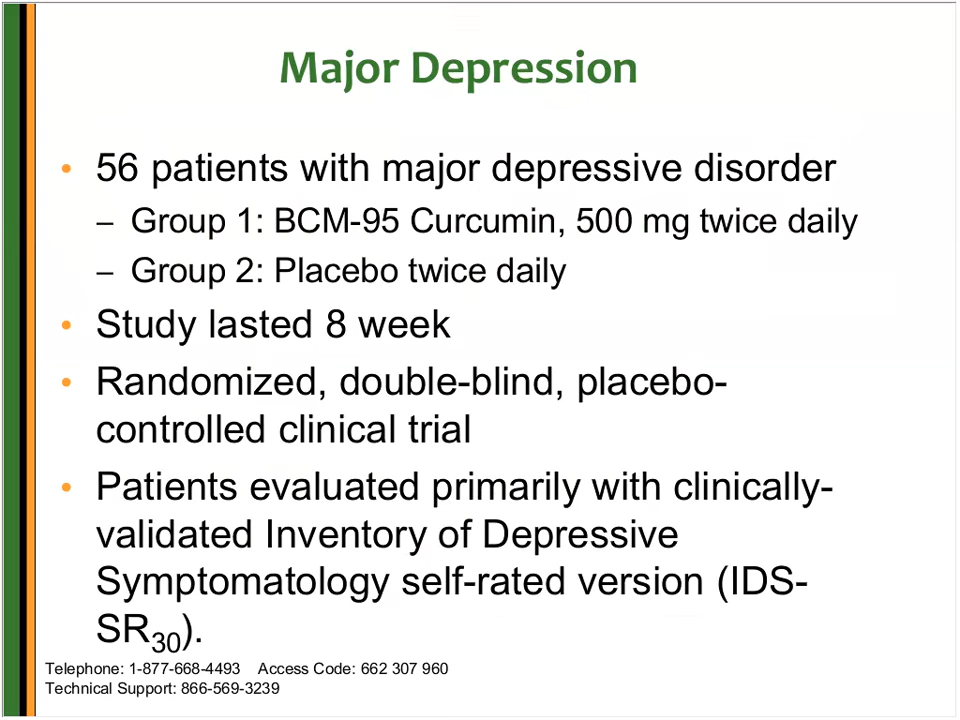 Major Depression
• 56 patients with major depressive disorder
– Group 1: BCM-95 Curcumin, 500 mg twice daily
– Group 2: Placebo twice daily
• Study lasted 8 week
• Randomized, double-blind, placebo-
controlled clinical trial
• Patients evaluated primarily with clinically-
validated Inventory of Depressive
Symptomatology self-rated version (IDS-
SR30).
Telephone: 1-877-668-4493 Access Code: 662 307 960
Technical Support: 866-569-3239